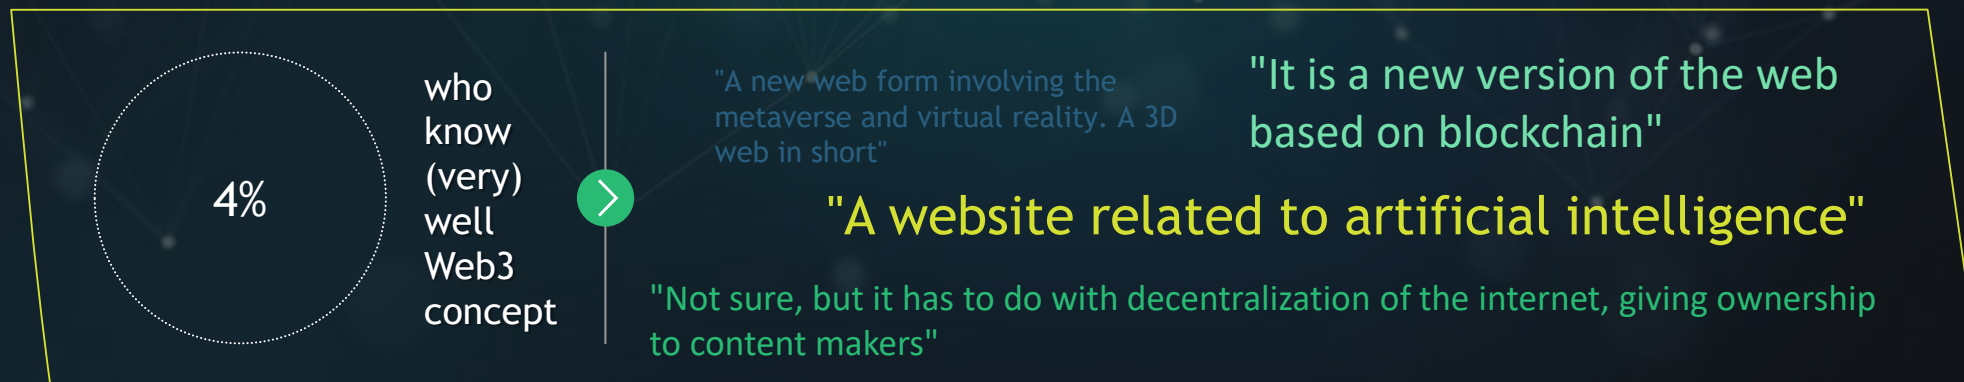 4%
who
know
(very)
well
Web3
concept
"A new web form involving the
metaverse and virtual reality. A 3D
web in short"
"It is a new version of the web
based on blockchain"
"A website related to artificial intelligence"
"Not sure, but it has to do with decentralization of the internet, giving ownership
to content makers"